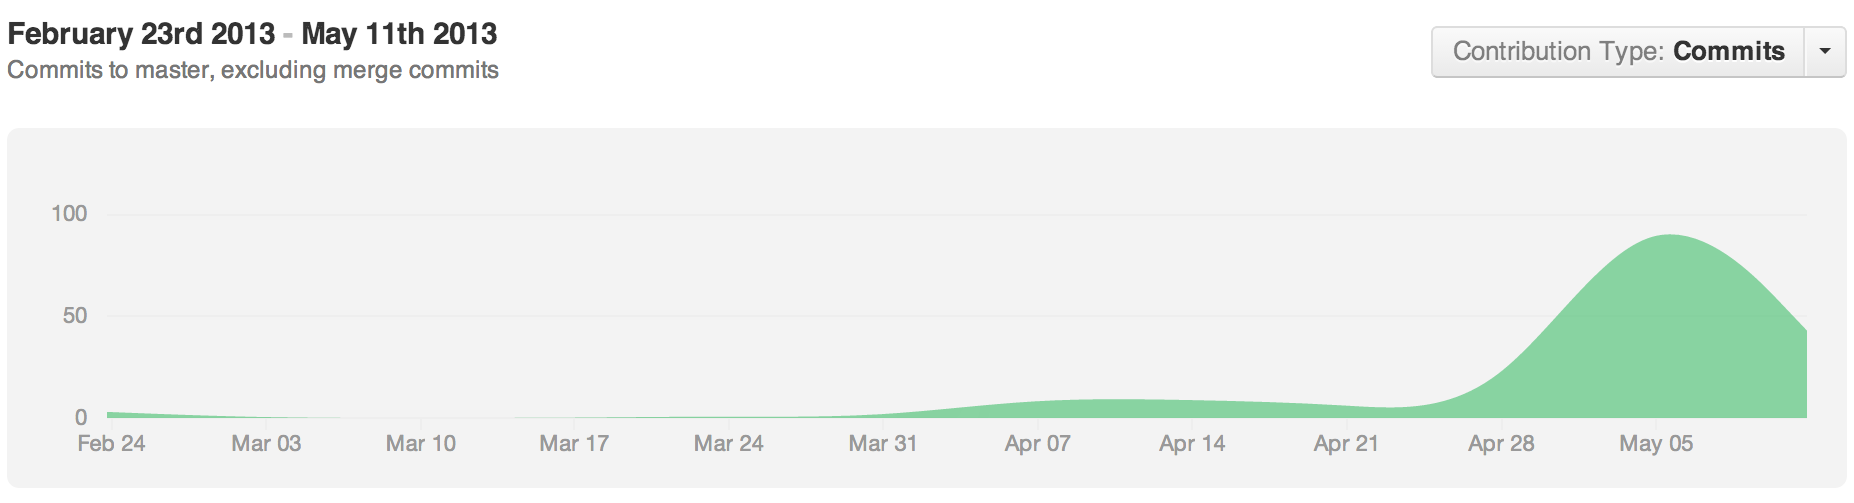 February 23rd 2013 - May 11th 2013
Commits to master, excluding merge commits
Contribution Type: Commits
100
50
0
Feb 24 Mar 03 Mar 10 Mar 17 Mar 24 Mar 31 Apr 07 Apr 14 Apr 21 Apr 28 May 05